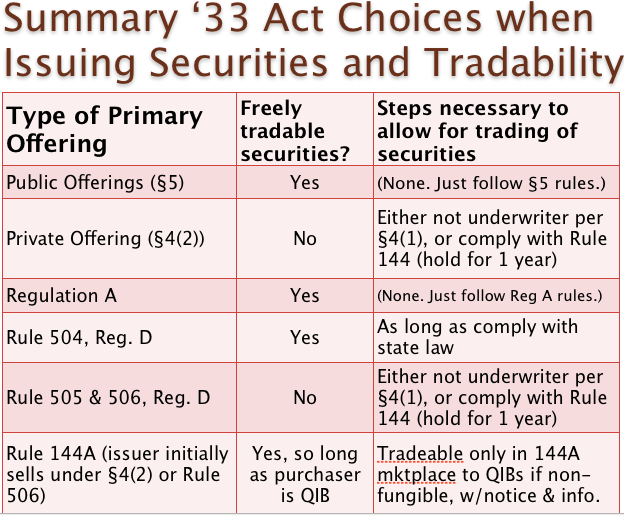 Summary ‘33 Act Choices when
Issuing Securities and Tradability
Type of Primary
Offering
Freely
tradable
securities?
Steps necessary to
allow for trading of
securities
Public Offerings (§5)
Yes
(None. Just follow §5 rules.)
Private Offering (§4(2))
No
Either not underwriter per
§4(1), or comply with Rule
144 (hold for 1 year)
Regulation A
Yes
(None. Just follow Reg A rules.)
Rule 504, Reg. D
Yes
As long as comply with
state law
Rule 505 & 506, Reg. D
No
Either not underwriter per
§4(1), or comply with Rule
144 (hold for 1 year)
Rule 144A (issuer initially
sells under §4(2) or Rule
506)
Yes, so long
as purchaser
is QIB
Tradeable only in 144A
mktplace to QIBs if non-
fungible, w/notice & info.